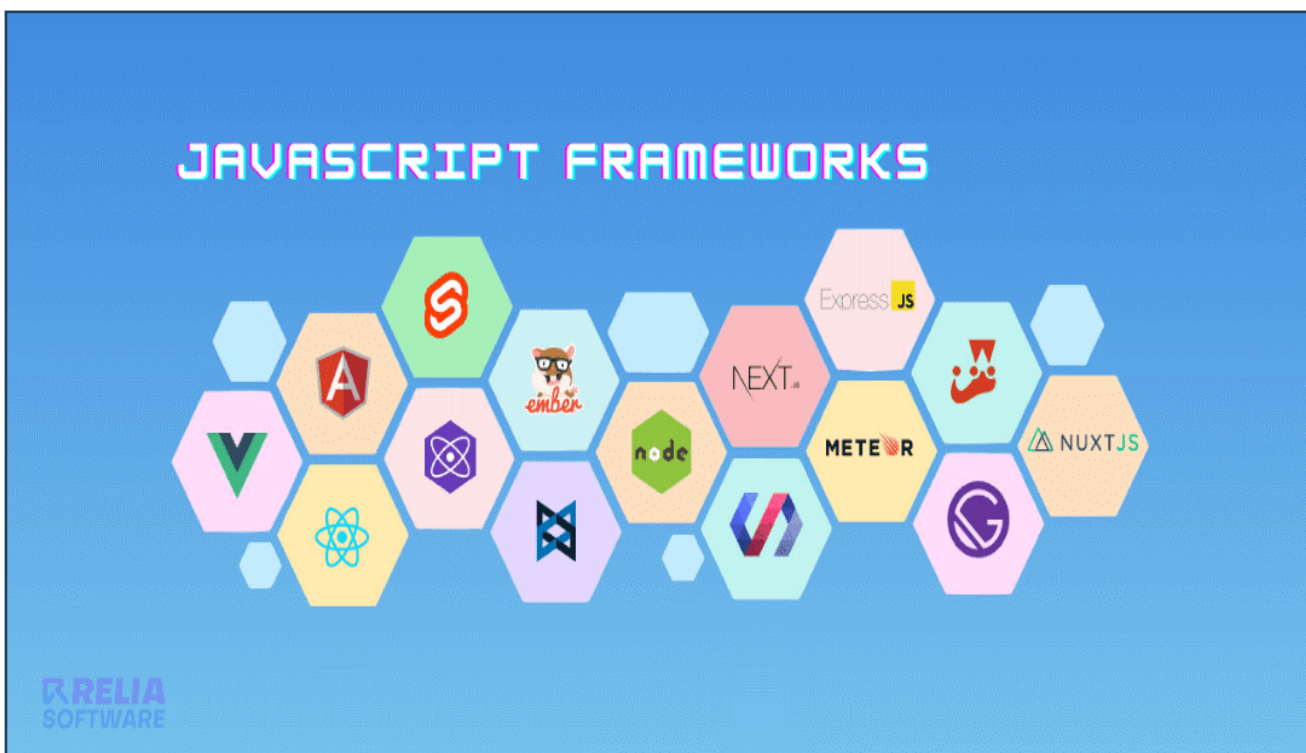 JAVASCRIPT FRAMEWORKS
Express JS
ember
NEXT.JS
node
METEOR
NUXTJS
RELIA
SOFTWARE